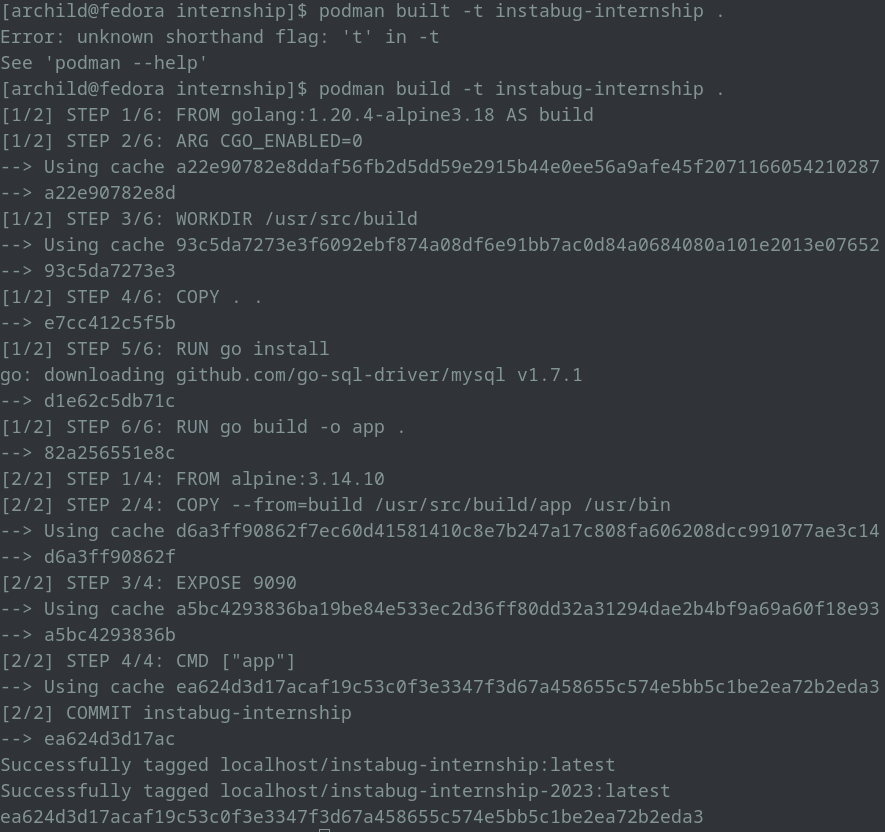 [archild@fedora internship]$ podman built -t instabug-internship .
Error: unknown shorthand flag: 't' in -t
See 'podman --help'
[archild@fedora internship]$ podman build -t instabug-internship .
[1/2] STEP 1/6: FROM golang:1.20.4-alpine3.18 AS build
[1/2] STEP 2/6: ARG CGO_ENABLED=0
--> Using cache a22e90782e8ddaf56fb2d5dd59e2915b44e0ee56a9afe45f2071166054210287
--> a22e90782e8d
[1/2] STEP 3/6: WORKDIR /usr/src/build
--> Using cache 93c5da7273e3f6092ebf874a08df6e91bb7ac0d84a0684080a101e2013e07652
--> 93c5da7273e3
[1/2] STEP 4/6: COPY . .
--> e7cc412c5f5b
[1/2] STEP 5/6: RUN go install
go: downloading github.com/go-sql-driver/mysql v1.7.1
--> d1e62c5db71c
[1/2] STEP 6/6: RUN go build -o app .
--> 82a256551e8c
[2/2] STEP 1/4: FROM alpine:3.14.10
[2/2] STEP 2/4: COPY --from=build /usr/src/build/app /usr/bin
--> Using cache d6a3ff90862f7ec60d41581410c8e7b247a17c808fa606208dcc991077ae3c14
--> d6a3ff90862f
[2/2] STEP 3/4: EXPOSE 9090
--> Using cache a5bc4293836ba19be84e533ec2d36ff80dd32a31294dae2b4bf9a69a60f18e93
--> a5bc4293836b
[2/2] STEP 4/4: CMD ["app"]
--> Using cache ea624d3d17acaf19c53c0f3e3347f3d67a458655c574e5bb5c1be2ea72b2eda3
[2/2] COMMIT instabug-internship
--> ea624d3d17ac
Successfully tagged localhost/instabug-internship:latest
Successfully tagged localhost/instabug-internship-2023:latest
ea624d3d17acaf19c53c0f3e3347f3d67a458655c574e5bb5c1be2ea72b2eda3